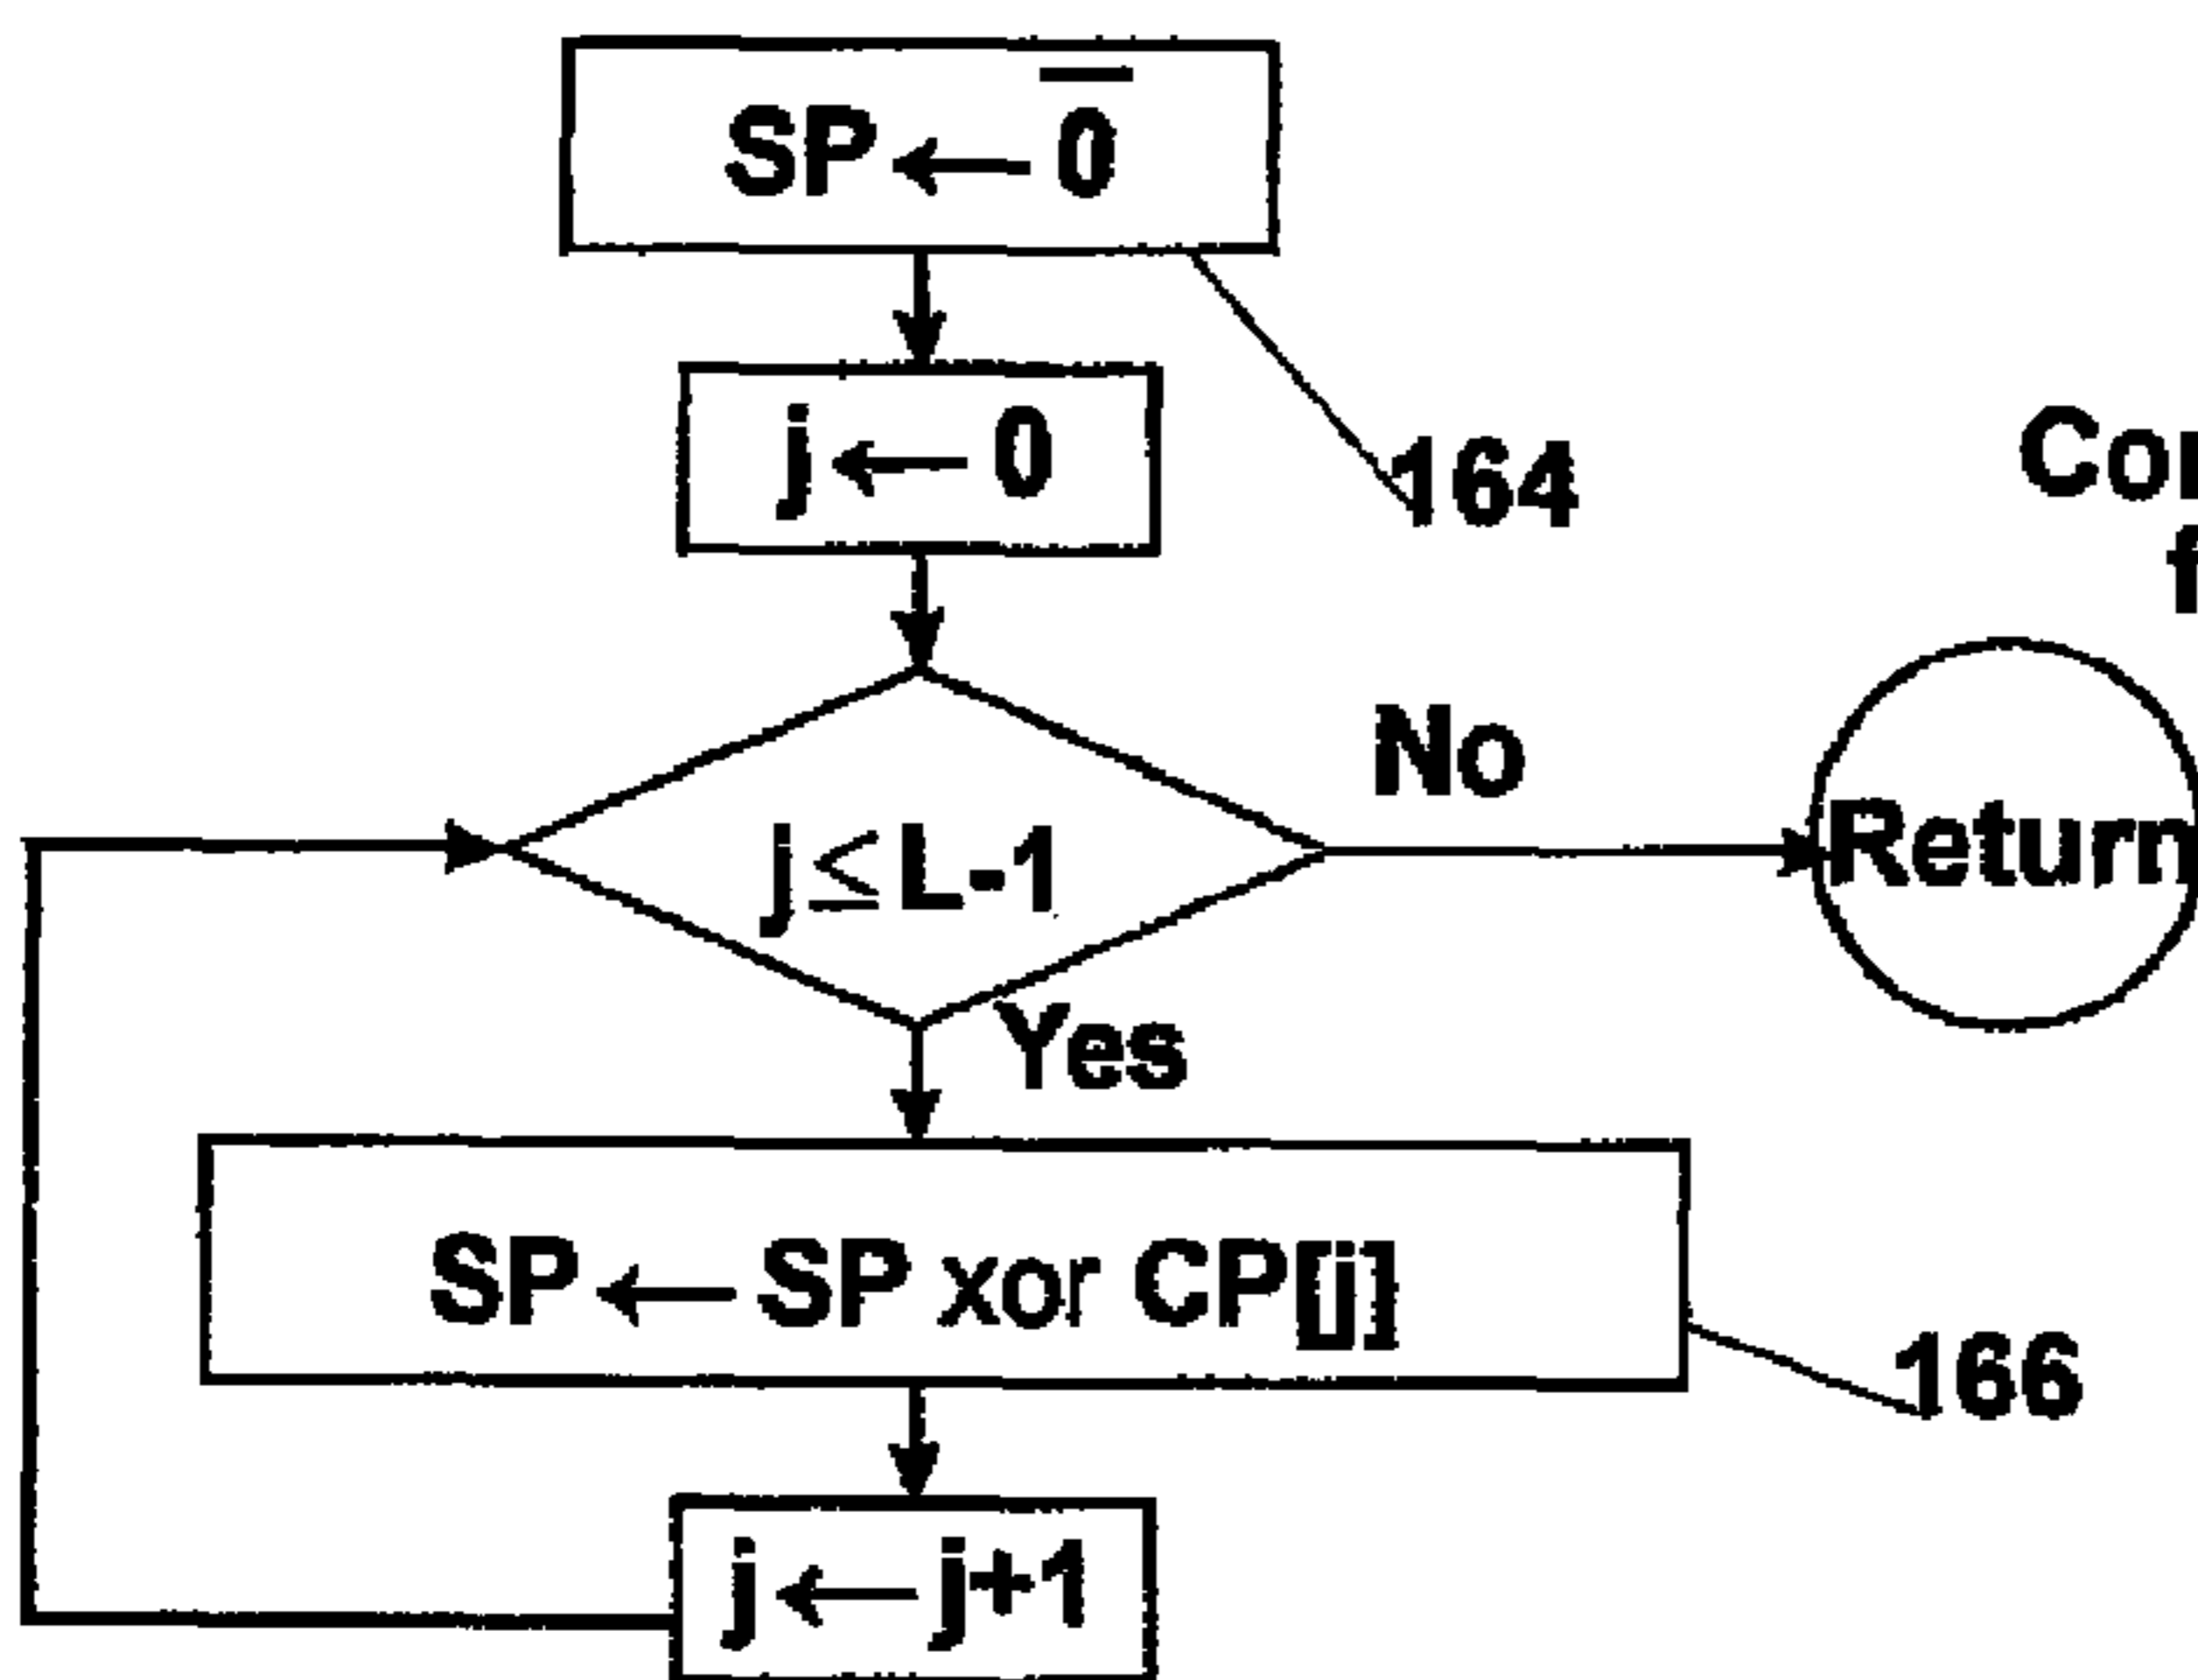 SP ← 0̅
j ← 0
164
No
j ≤ L-1
Return
Yes
SP ← SP xor CP[j]
166
j ← j+1